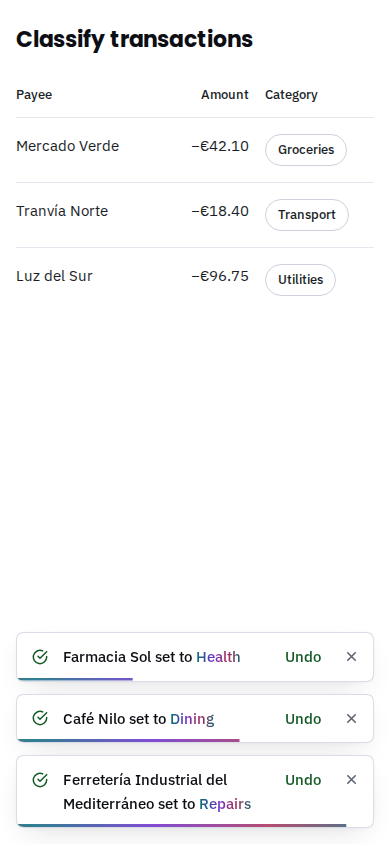 Classify transactions
Payee Amount Category
Mercado Verde −€42.10 Groceries
Tranvía Norte −€18.40 Transport
Luz del Sur −€96.75 Utilities
Farmacia Sol set to Health Undo
Café Nilo set to Dining Undo
Ferretería Industrial del Undo
Mediterráneo set to Repairs